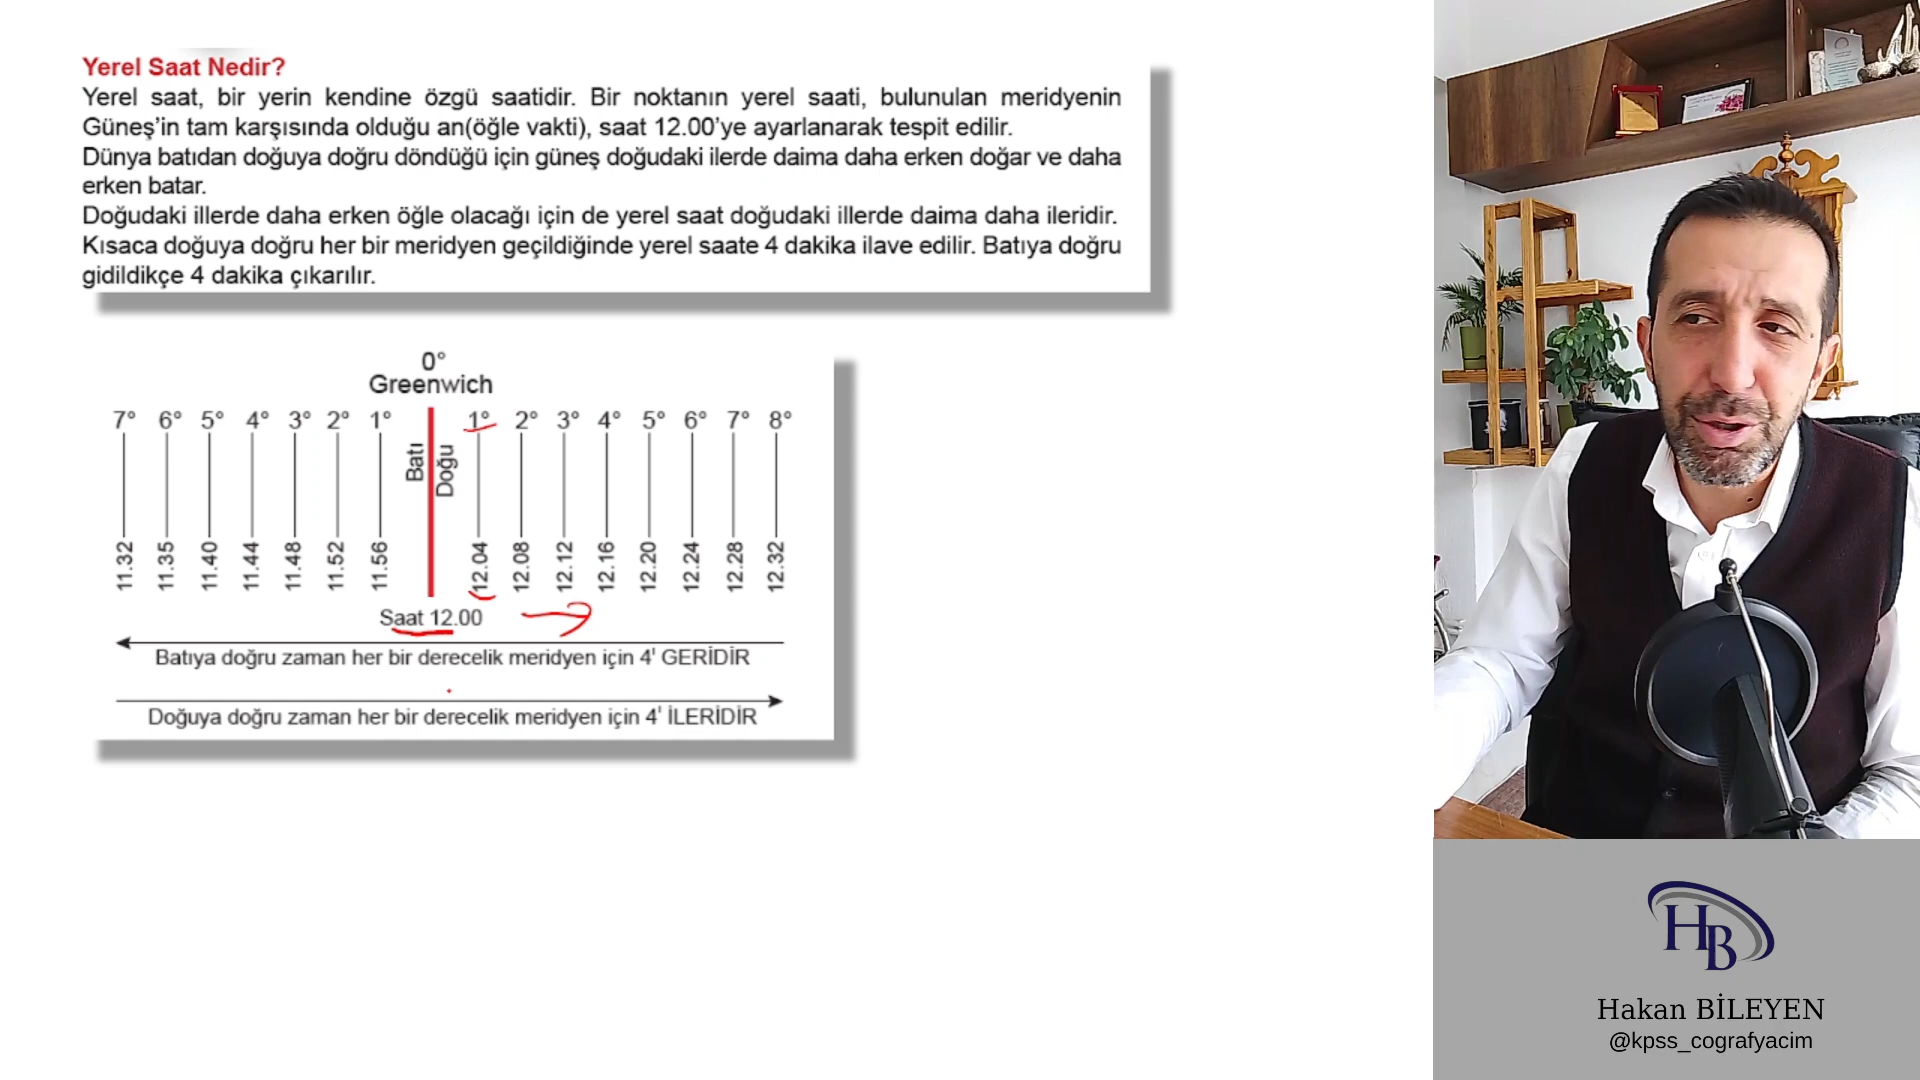 Yerel Saat Nedir?
Yerel saat, bir yerin kendine özgü saatidir. Bir noktanın yerel saati, bulunulan meridyenin
Güneş'in tam karşısında olduğu an(öğle vakti), saat 12.00'ye ayarlanarak tespit edilir.
Dünya batıdan doğuya doğru döndüğü için güneş doğudaki ilerde daima daha erken doğar ve daha
erken batar.
Doğudaki illerde daha erken öğle olacağı için de yerel saat doğudaki illerde daima daha ileridir.
Kısaca doğuya doğru her bir meridyen geçildiğinde yerel saate 4 dakika ilave edilir. Batıya doğru
gidildikçe 4 dakika çıkarılır.
0°
Greenwich
7° 6° 5° 4° 3° 2° 1° 1° 2° 3° 4° 5° 6° 7° 8°
Batı
Doğu
11.32 11.35 11.40 11.44 11.48 11.52 11.56 12.04 12.08 12.12 12.16 12.20 12.24 12.28 12.32
Saat 12.00
Batıya doğru zaman her bir derecelik meridyen için 4' GERİDİR
Doğuya doğru zaman her bir derecelik meridyen için 4' İLERİDİR
HB
Hakan BİLEYEN
@kpss_cografyacim